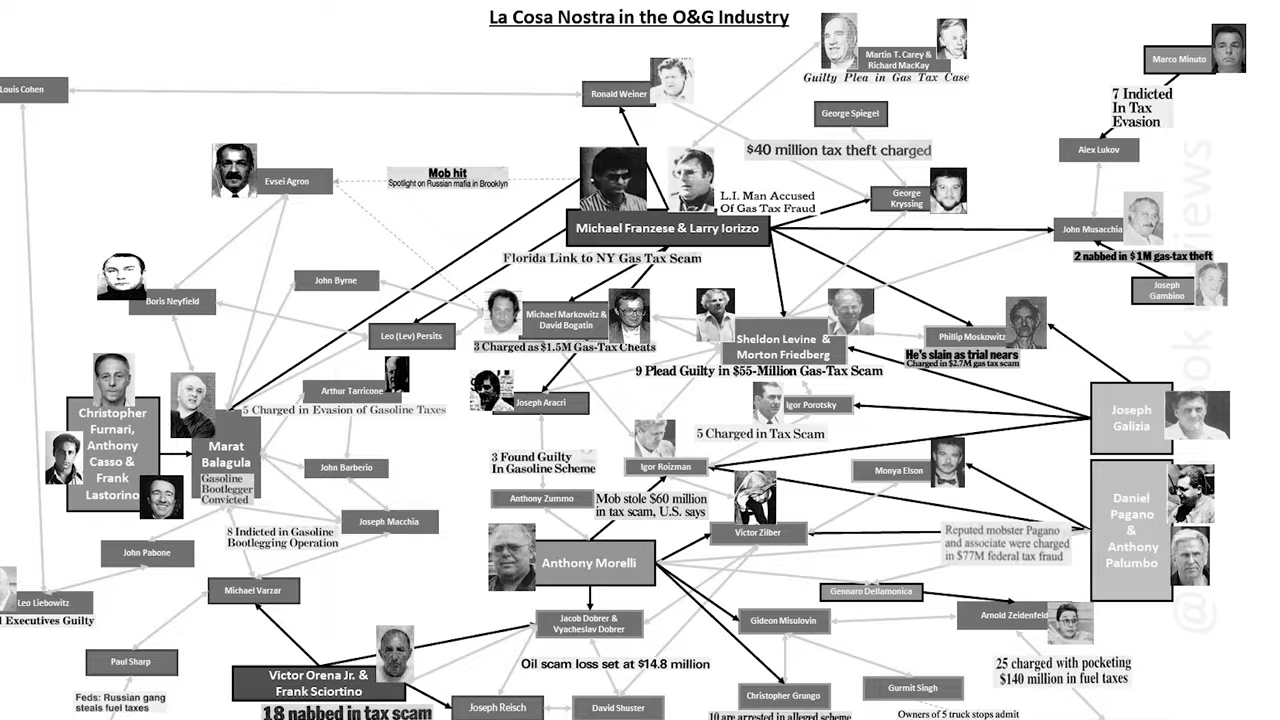 La Cosa Nostra in the O&G Industry
Martin T. Carey &
Richard MacKay
Guilty Plea in Gas Tax Case
Marco Minuto
7 Indicted
In Tax
Evasion
Louis Cohen
Ronald Weiner
George Spiegel
Alex Lukov
$40 million tax theft charged
Evsei Agron
Mob hit
Spotlight on Russian mafia in Brooklyn
L.I. Man Accused
Of Gas Tax Fraud
George
Kryssing
Michael Franzese & Larry Iorizzo
John Musacchia
2 nabbed in $1M gas-tax theft
Florida Link to NY Gas Tax Scam
Joseph
Gambino
John Byrne
Boris Neyfield
Michael Markowitz &
David Bogatin
3 Charged as $1.5M Gas-Tax Cheats
Leo (Lev) Persits
Sheldon Levine &
Morton Friedberg
9 Plead Guilty in $55-Million Gas-Tax Scam
Phillip Moskowitz
He's slain as trial nears
Charged in $2.7M gas tax scam
Arthur Tarricone
5 Charged in Evasion of Gasoline Taxes
Joseph Aracri
Igor Porotsky
5 Charged in Tax Scam
Joseph
Galizia
Christopher
Furnari,
Anthony
Casso &
Frank
Lastorino
Marat
Balagula
Gasoline
Bootlegger
Convicted
John Barberio
3 Found Guilty
In Gasoline Scheme
Igor Roizman
Monya Elson
Anthony Zummo
Mob stole $60 million
in tax scam, U.S. says
Daniel
Pagano
&
Anthony
Palumbo
Joseph Macchia
8 Indicted in Gasoline
Bootlegging Operation
Victor Zilber
Reputed mobster Pagano
and associate were charged
in $77M federal tax fraud
John Pabone
Anthony Morelli
Michael Varzar
Gennaro Dellamonica
Leo Liebowitz
Executives Guilty
Jacob Dobrer &
Vyacheslav Dobrer
Gideon Misulovin
Arnold Zeidenfeld
Paul Sharp
Oil scam loss set at $14.8 million
25 charged with pocketing
$140 million in fuel taxes
Victor Orena Jr. &
Frank Sciortino
18 nabbed in tax scam
Feds: Russian gang
steals fuel taxes
Joseph Reisch
David Shuster
Christopher Grungo
10 are arrested in alleged scheme
Gurmit Singh
Owners of 5 truck stops admit